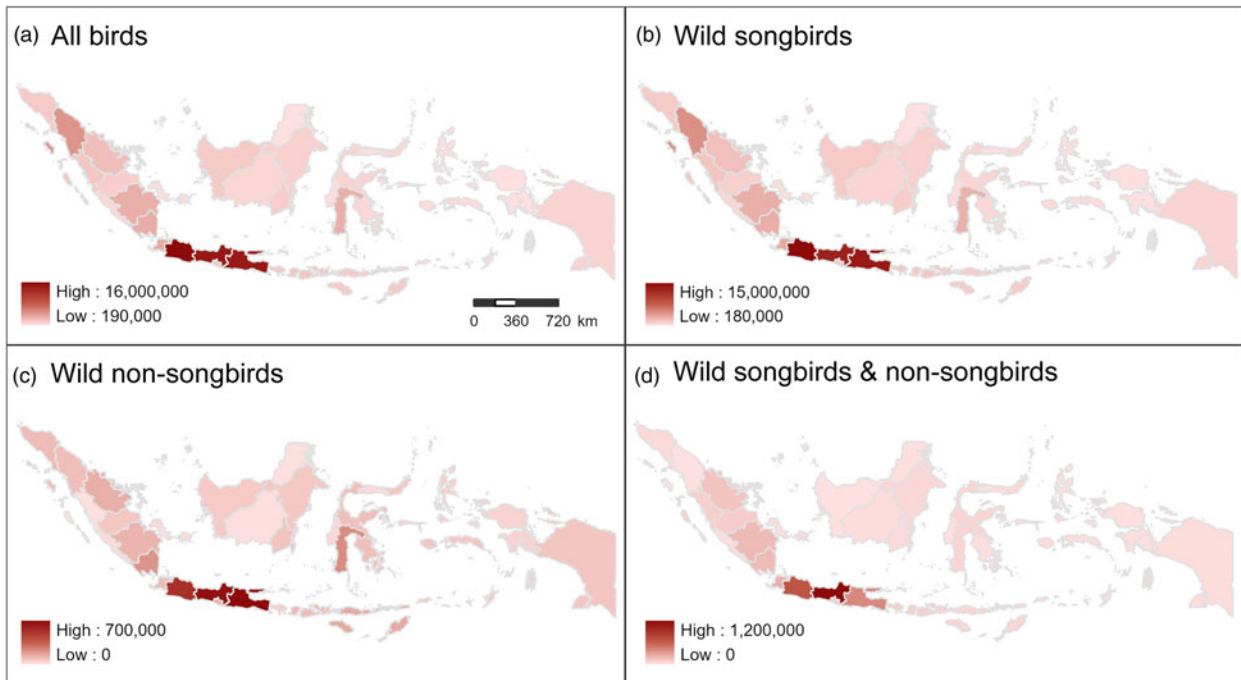 (a) All birds
High : 16,000,000
Low : 190,000
0 360 720 km
(b) Wild songbirds
High : 15,000,000
Low : 180,000
(c) Wild non-songbirds
High : 700,000
Low : 0
(d) Wild songbirds & non-songbirds
High : 1,200,000
Low : 0